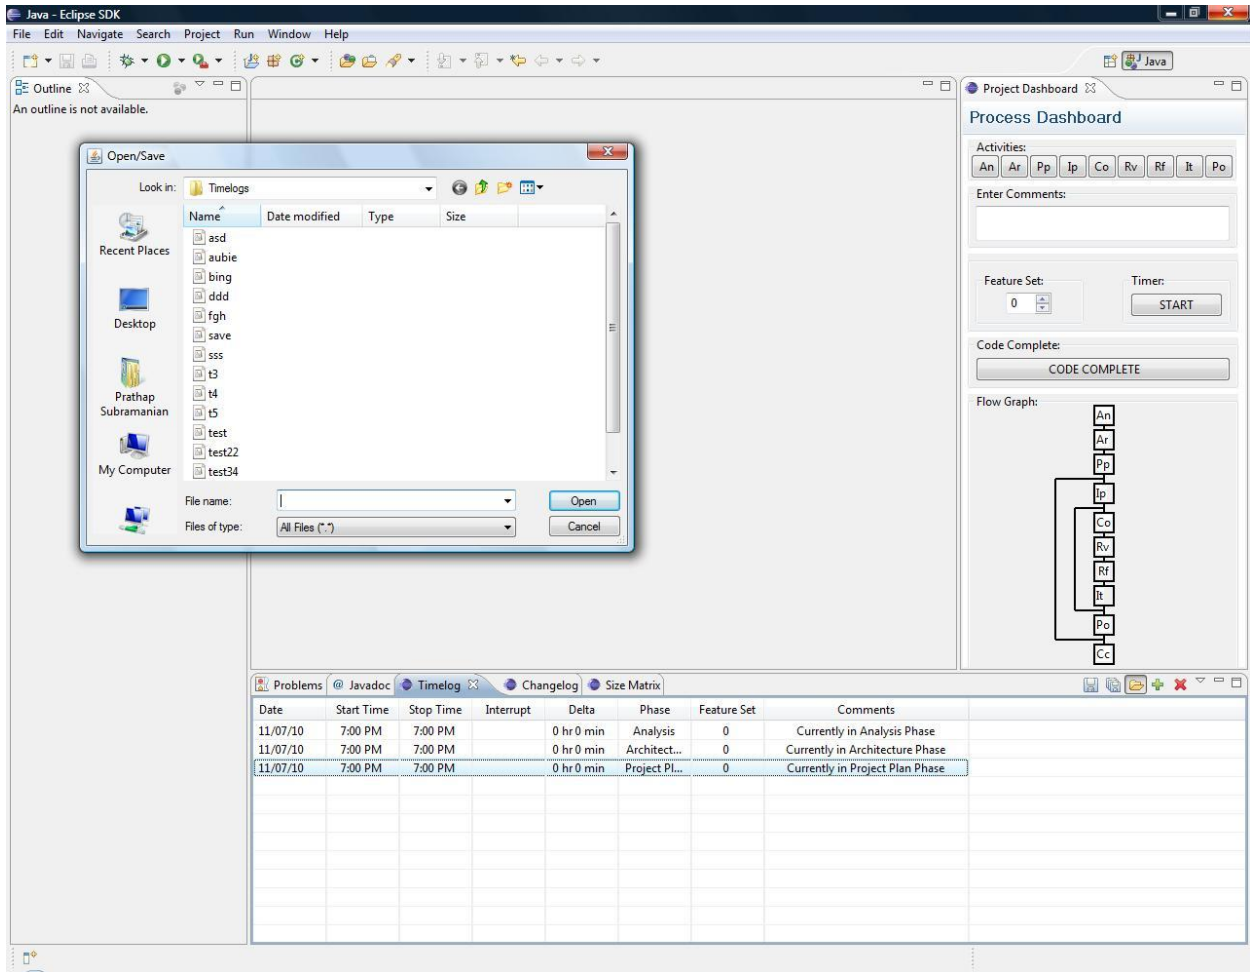 Java - Eclipse SDK
File Edit Navigate Search Project Run Window Help
Java
Outline
An outline is not available.
Open/Save
Look in: Timelogs
Name Date modified Type Size
asd
aubie
bing
ddd
fgh
save
sss
t3
t4
t5
test
test22
test34
Recent Places
Desktop
Prathap
Subramanian
My Computer
File name: Open
Files of type: All Files (*.*) Cancel
Project Dashboard
Process Dashboard
Activities:
An Ar Pp Ip Co Rv Rf It Po
Enter Comments:
Feature Set: Timer:
0 START
Code Complete:
CODE COMPLETE
Flow Graph:
An
Ar
Pp
Ip
Co
Rv
Rf
It
Po
Cc
Problems @ Javadoc Timelog Changelog Size Matrix
Date Start Time Stop Time Interrupt Delta Phase Feature Set Comments
11/07/10 7:00 PM 7:00 PM 0 hr 0 min Analysis 0 Currently in Analysis Phase
11/07/10 7:00 PM 7:00 PM 0 hr 0 min Architect... 0 Currently in Architecture Phase
11/07/10 7:00 PM 7:00 PM 0 hr 0 min Project Pl... 0 Currently in Project Plan Phase